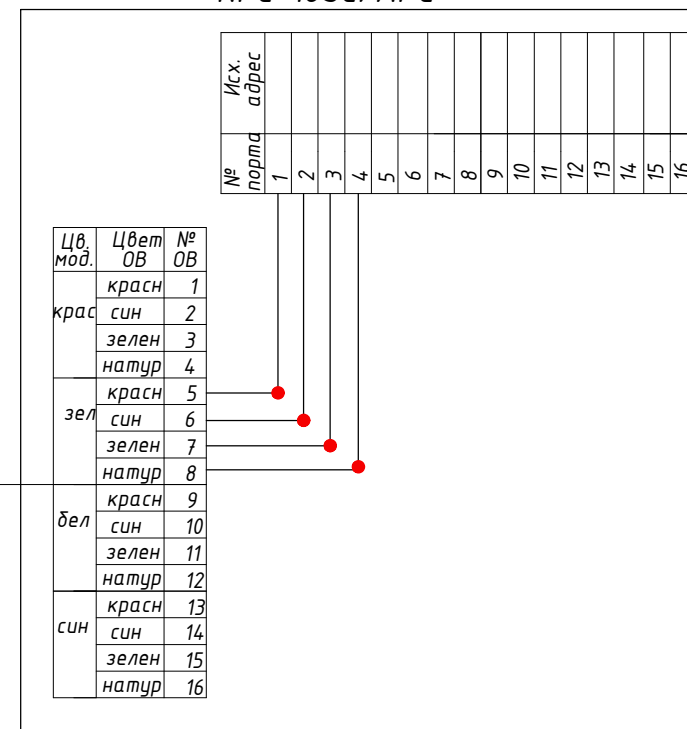 Исх. адрес
№ порта 1 2 3 4 5 6 7 8 9 10 11 12 13 14 15 16
Цв. мод. Цвет ОВ № ОВ
крас
красн 1
син 2
зелен 3
натур 4
зел
красн 5
син 6
зелен 7
натур 8
бел
красн 9
син 10
зелен 11
натур 12
син
красн 13
син 14
зелен 15
натур 16